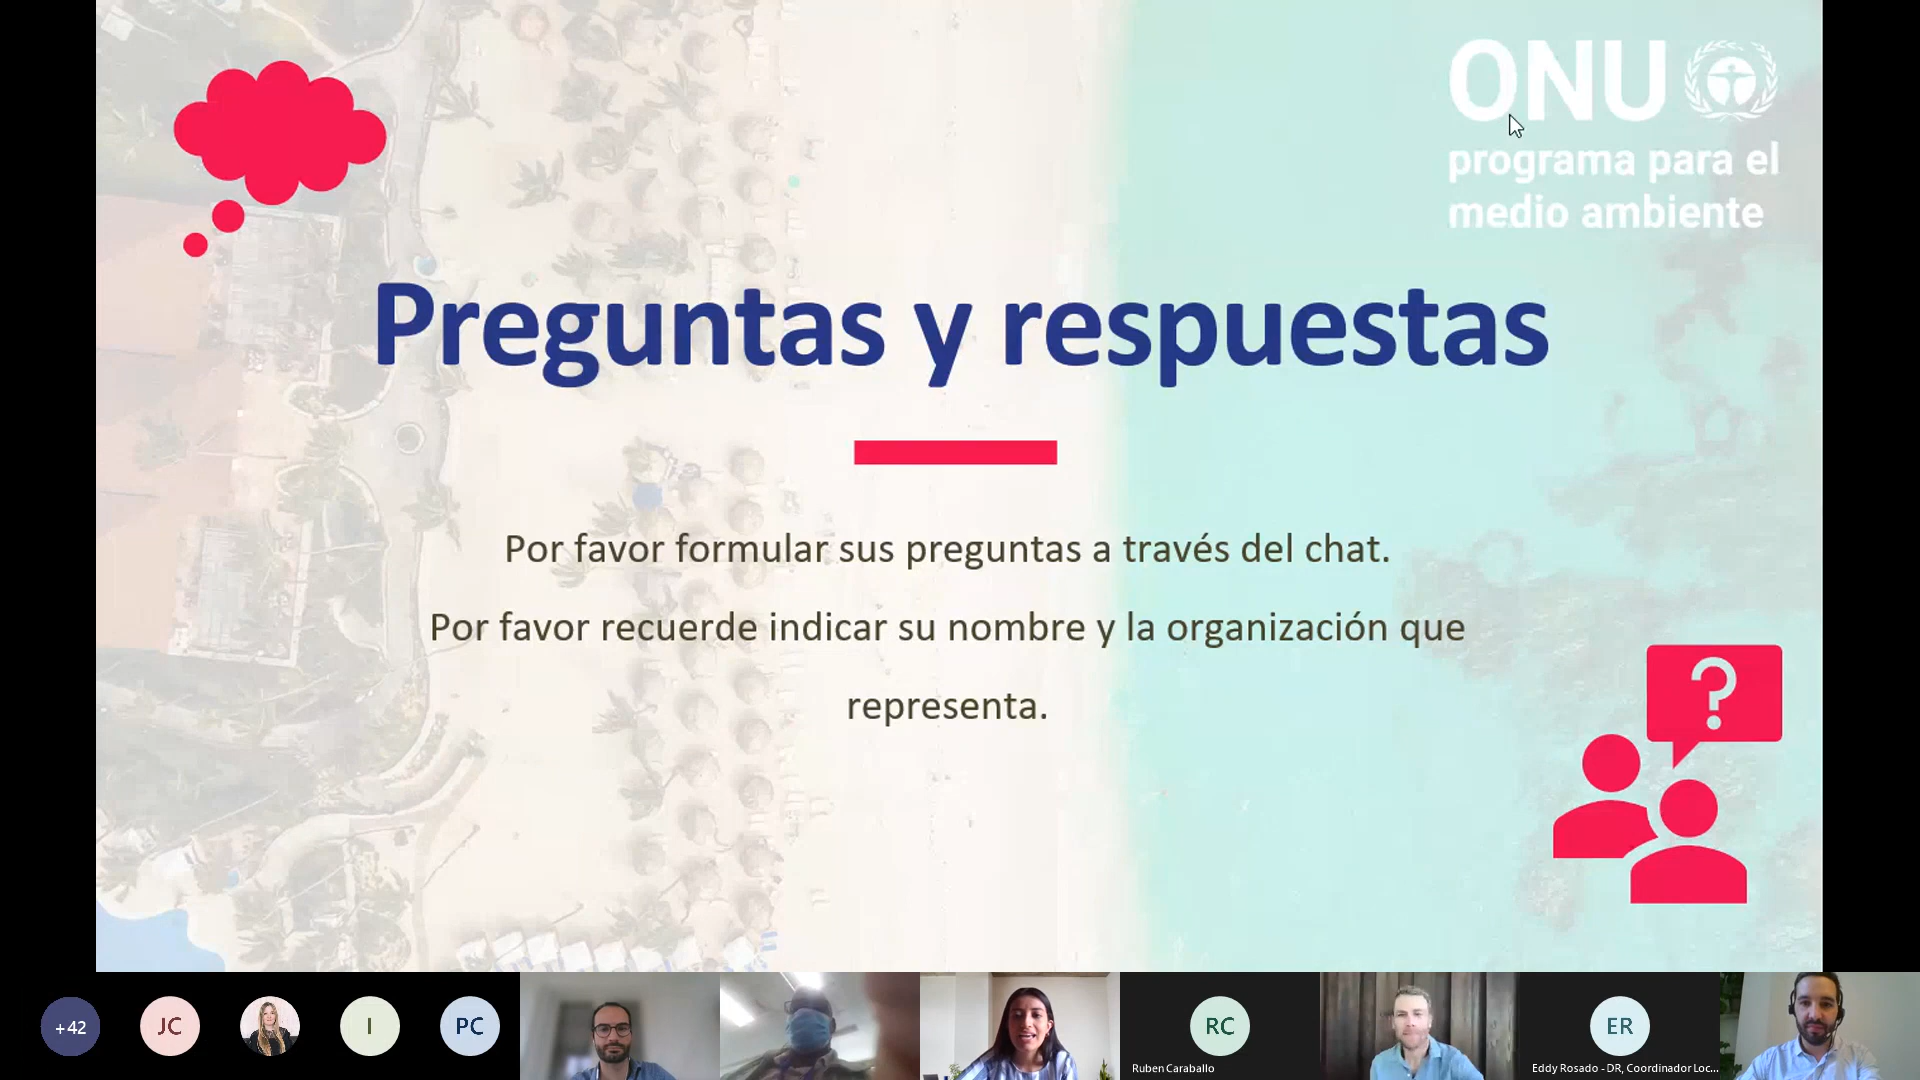 ONU
programa para el
medio ambiente
Preguntas y respuestas
Por favor formular sus preguntas a través del chat.
Por favor recuerde indicar su nombre y la organización que
representa.
?
+42
JC
I
PC
RC
Ruben Caraballo
ER
Eddy Rosado - DR, Coordinador Loc...